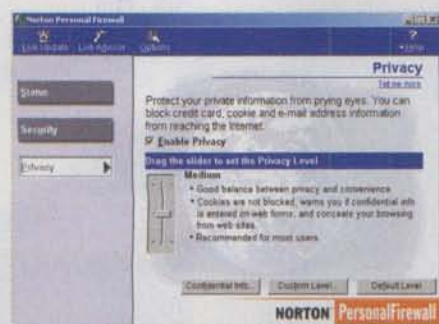 Norton Personal Firewall
Live Update Live Advisor Options Help
Privacy
Tell me more
Status
Security
Privacy
Protect your private information from prying eyes. You can
block credit card, cookie and e-mail address information
from reaching the Internet.
Enable Privacy
Drag the slider to set the Privacy Level
Medium
• Good balance between privacy and convenience.
• Cookies are not blocked, warns you if confidential info
is entered on web forms, and conceals your browsing
from web sites.
• Recommended for most users.
Confidential Info... Custom Level... Default Level
NORTON PersonalFirewall